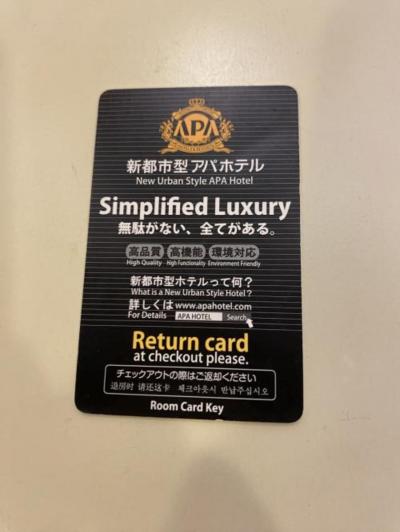 APA
新都市型アパホテル
New Urban Style APA Hotel
Simplified Luxury
無駄がない、全てがある。
高品質 高機能 環境対応
High Quality High Functionality Environment Friendly
新都市型ホテルって何?
What is a New Urban Style Hotel?
詳しくは www.apahotel.com
For Details APA HOTEL Search
Return card
at checkout please.
チェックアウトの際はご返却ください
退房时 请还这卡 체크아웃시 반납주십시오
Room Card Key